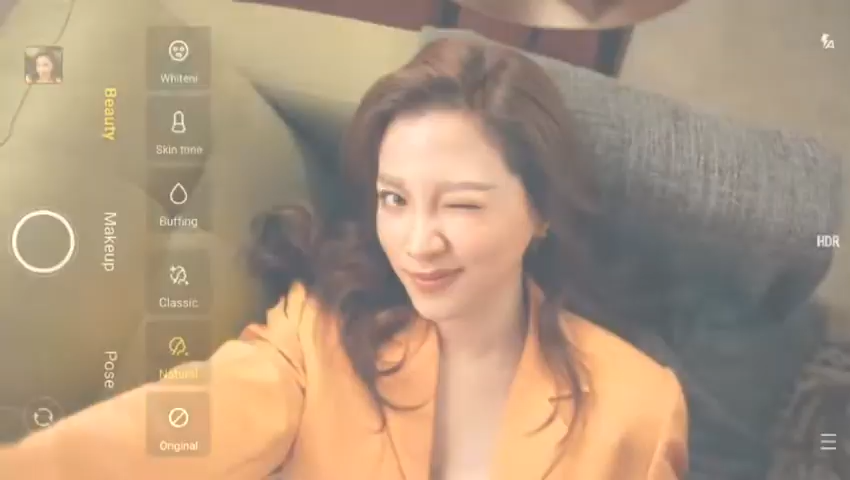 Beauty
Makeup
Pose
Whiteni
Skin tone
Buffing
Classic
Natural
Original
A
HDR